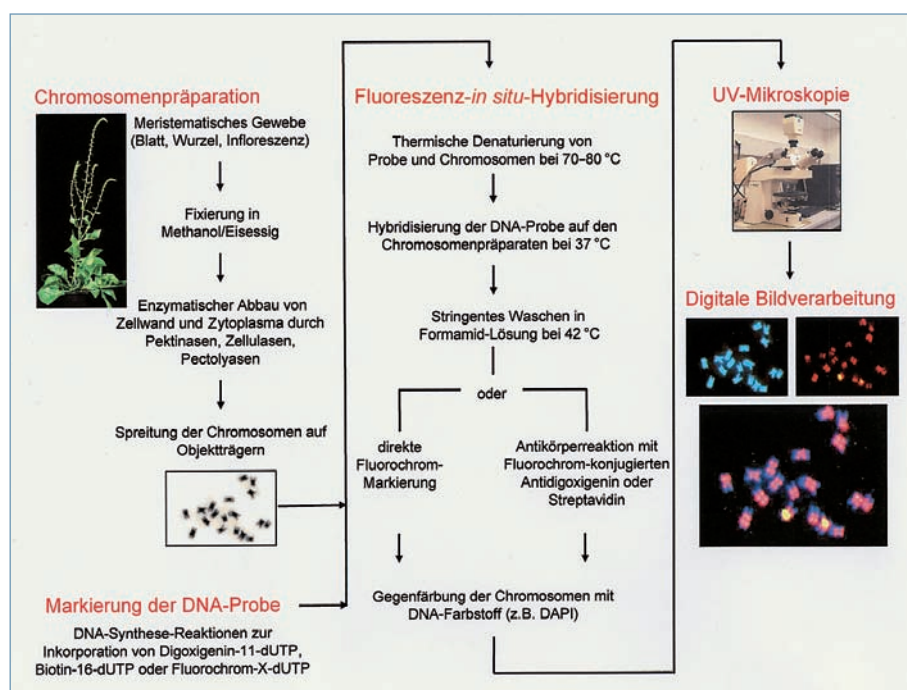 Chromosomenpräparation
Meristematisches Gewebe
(Blatt, Wurzel, Infloreszenz)
Fixierung in
Methanol/Eisessig
Enzymatischer Abbau von
Zellwand und Zytoplasma durch
Pektinasen, Zellulasen,
Pectolyasen
Spreitung der Chromosomen auf
Objektträgern
Markierung der DNA-Probe
DNA-Synthese-Reaktionen zur
Inkorporation von Digoxigenin-11-dUTP,
Biotin-16-dUTP oder Fluorochrom-X-dUTP
Fluoreszenz-in situ-Hybridisierung
Thermische Denaturierung von
Probe und Chromosomen bei 70–80 °C
Hybridisierung der DNA-Probe auf den
Chromosomenpräparaten bei 37 °C
Stringentes Waschen in
Formamid-Lösung bei 42 °C
oder
direkte
Fluorochrom-
Markierung
Antikörperreaktion mit
Fluorochrom-konjugierten
Antidigoxigenin oder
Streptavidin
Gegenfärbung der Chromosomen mit
DNA-Farbstoff (z.B. DAPI)
UV-Mikroskopie
Digitale Bildverarbeitung